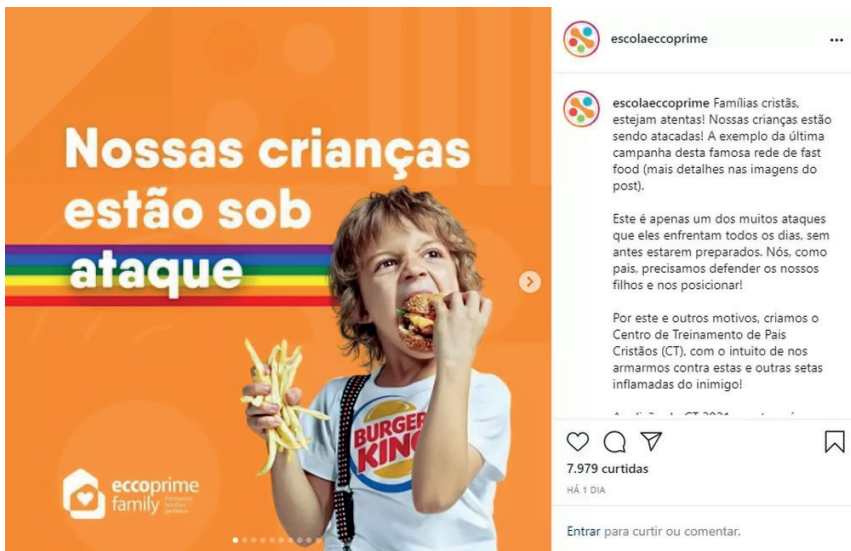 Nossas crianças
estão sob
ataque
BURGER
KING
eccoprime
family
escolaeccoprime
escolaeccoprime Famílias cristãs,
estejam atentas! Nossas crianças estão
sendo atacadas! A exemplo da última
campanha desta famosa rede de fast
food (mais detalhes nas imagens do
post).
Este é apenas um dos muitos ataques
que eles enfrentam todos os dias, sem
antes estarem preparados. Nós, como
pais, precisamos defender os nossos
filhos e nos posicionar!
Por este e outros motivos, criamos o
Centro de Treinamento de Pais
Cristãos (CT), com o intuito de nos
armarmos contra estas e outras setas
inflamadas do inimigo!
7.979 curtidas
HÁ 1 DIA
Entrar para curtir ou comentar.